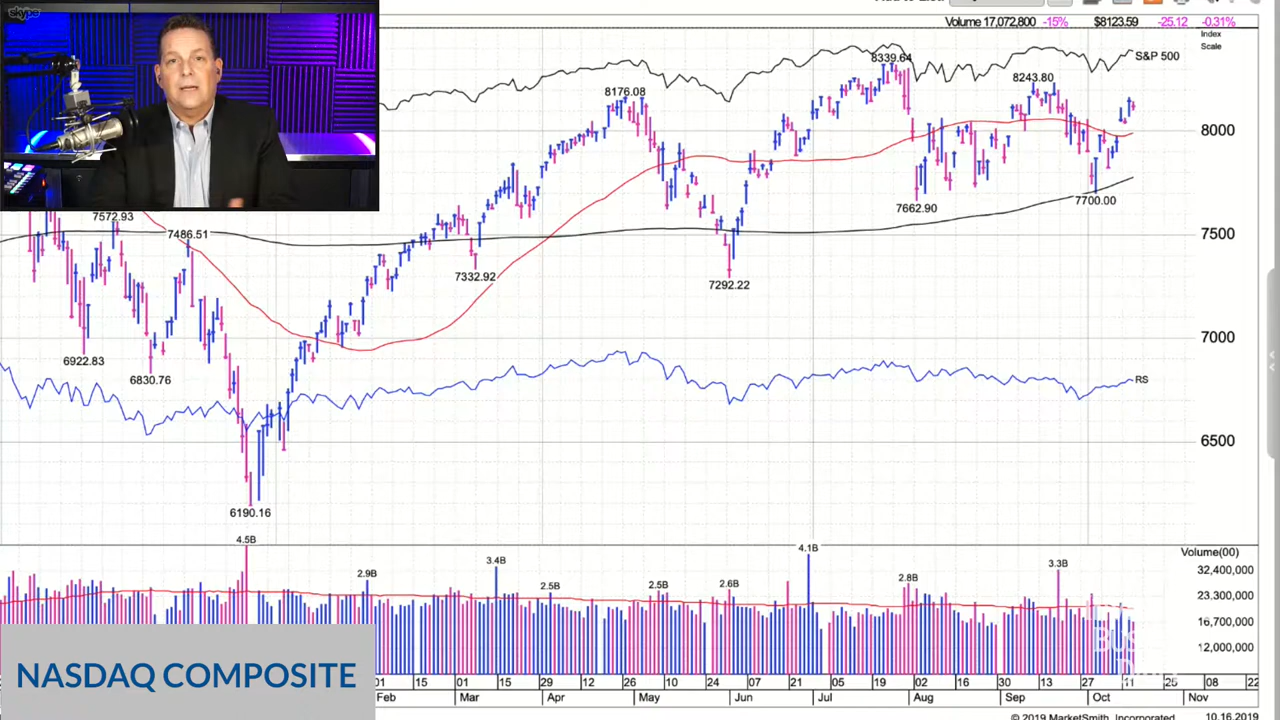 skype
Volume 17,072,800 -15% $8123.59 -25.12 -0.31%
Index
Scale
S&P 500
8339.64
8243.80
8176.08
8000
7662.90
7700.00
7572.93
7486.51
7500
7332.92
7292.22
7000
6922.83
6830.76
RS
6500
6190.16
4.5B
4.1B
Volume(00)
3.4B
3.3B
2.9B
2.5B
2.5B
2.6B
2.8B
32,400,000
23,300,000
16,700,000
12,000,000
NASDAQ COMPOSITE
01 15 01 15 29 12 26 10 24 07 21 05 19 02 16 30 13 27 11 25 08 22
Feb Mar Apr May Jun Jul Aug Sep Oct Nov
© 2019 MarketSmith, Incorporated 10.16.2019